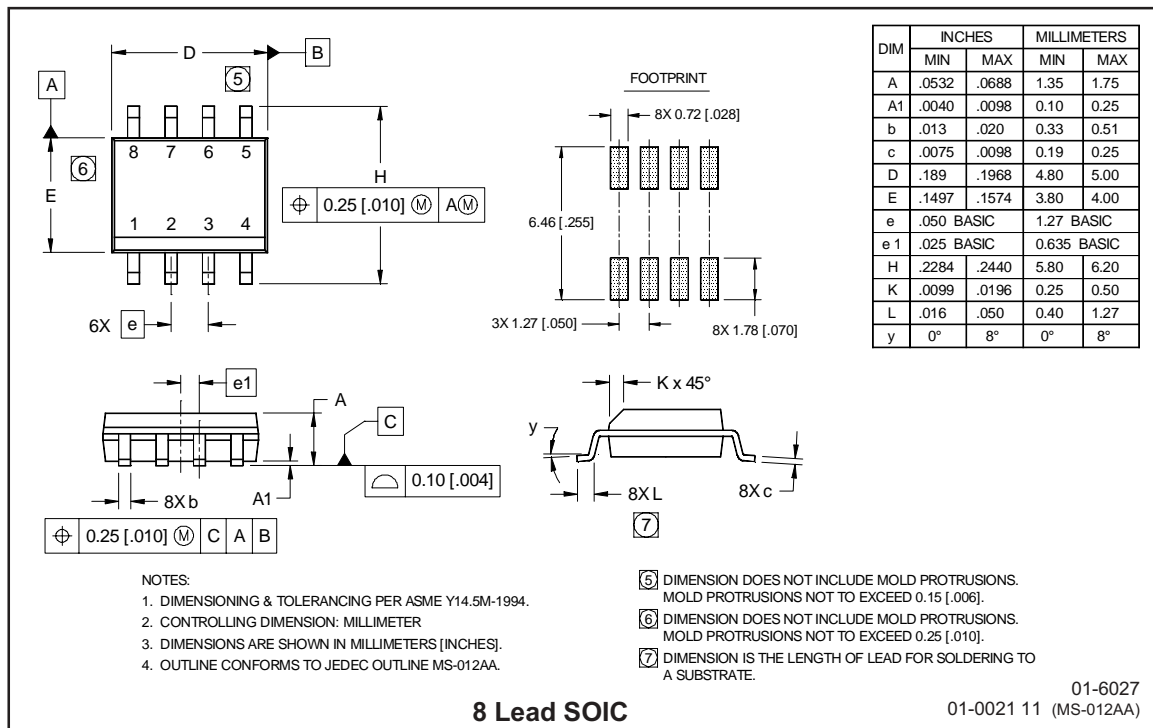 D
B
5
A
8 7 6 5
6
E
H
0.25 [.010] M A M
1 2 3 4
6X e
FOOTPRINT
8X 0.72 [.028]
6.46 [.255]
3X 1.27 [.050]
8X 1.78 [.070]
DIM INCHES MILLIMETERS
MIN MAX MIN MAX
A .0532 .0688 1.35 1.75
A1 .0040 .0098 0.10 0.25
b .013 .020 0.33 0.51
c .0075 .0098 0.19 0.25
D .189 .1968 4.80 5.00
E .1497 .1574 3.80 4.00
e .050 BASIC 1.27 BASIC
e 1 .025 BASIC 0.635 BASIC
H .2284 .2440 5.80 6.20
K .0099 .0196 0.25 0.50
L .016 .050 0.40 1.27
y 0° 8° 0° 8°
e1
A
C
0.10 [.004]
8X b
A1
0.25 [.010] M C A B
K x 45°
y
8X L
8X c
7
NOTES:
1. DIMENSIONING & TOLERANCING PER ASME Y14.5M-1994.
2. CONTROLLING DIMENSION: MILLIMETER
3. DIMENSIONS ARE SHOWN IN MILLIMETERS [INCHES].
4. OUTLINE CONFORMS TO JEDEC OUTLINE MS-012AA.
5 DIMENSION DOES NOT INCLUDE MOLD PROTRUSIONS.
MOLD PROTRUSIONS NOT TO EXCEED 0.15 [.006].
6 DIMENSION DOES NOT INCLUDE MOLD PROTRUSIONS.
MOLD PROTRUSIONS NOT TO EXCEED 0.25 [.010].
7 DIMENSION IS THE LENGTH OF LEAD FOR SOLDERING TO
A SUBSTRATE.
8 Lead SOIC
01-6027
01-0021 11 (MS-012AA)